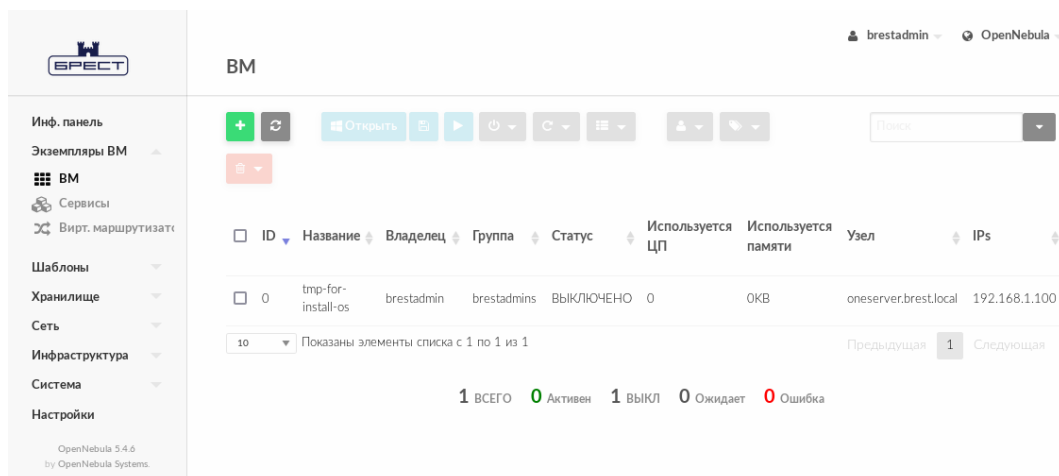 БРЕСТ
brestadmin
OpenNebula
ВМ
Инф. панель
Экземпляры ВМ
ВМ
Сервисы
Вирт. маршрутизато
Шаблоны
Хранилище
Сеть
Инфраструктура
Система
Настройки
OpenNebula 5.4.6
by OpenNebula Systems.
Открыть
Поиск
ID Название Владелец Группа Статус Используется ЦП Используется памяти Узел IPs
0 tmp-for-install-os brestadmin brestadmins ВЫКЛЮЧЕНО 0 0KB oneserver.brest.local 192.168.1.100
10 Показаны элементы списка с 1 по 1 из 1 Предыдущая 1 Следующая
1 ВСЕГО 0 Активен 1 ВЫКЛ 0 Ожидает 0 Ошибка